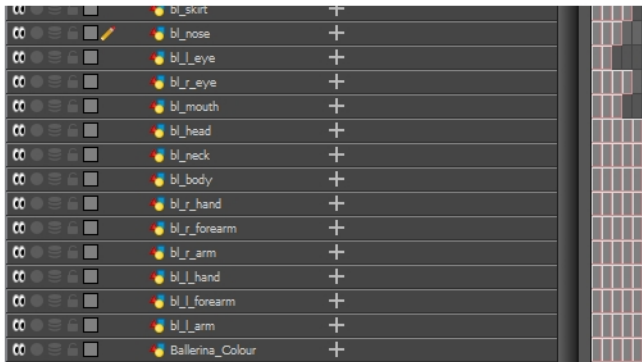 bl_skirt
bl_nose
bl_l_eye
bl_r_eye
bl_mouth
bl_head
bl_neck
bl_body
bl_r_hand
bl_r_forearm
bl_r_arm
bl_l_hand
bl_l_forearm
bl_l_arm
Ballerina_Colour